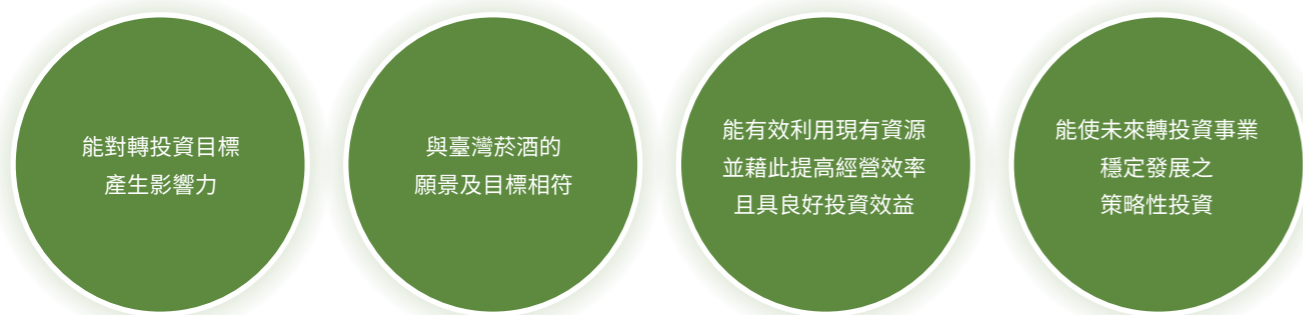 能對轉投資目標
產生影響力
與臺灣菸酒的
願景及目標相符
能有效利用現有資源
並藉此提高經營效率
且具良好投資效益
能使未來轉投資事業
穩定發展之
策略性投資